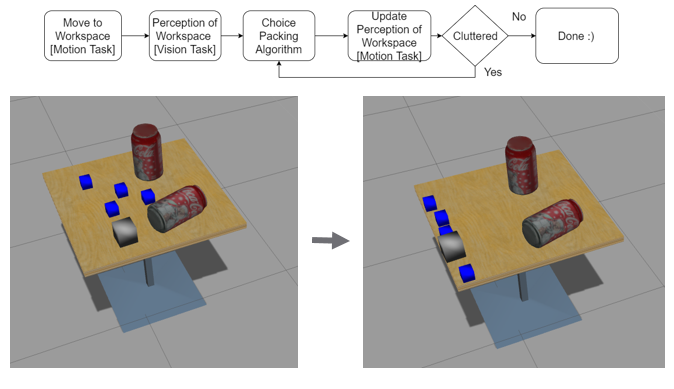 Move to
Workspace
[Motion Task]
Perception of
Workspace
[Vision Task]
Choice
Packing
Algorithm
Update
Perception of
Workspace
[Motion Task]
Cluttered
No
Yes
Done :)